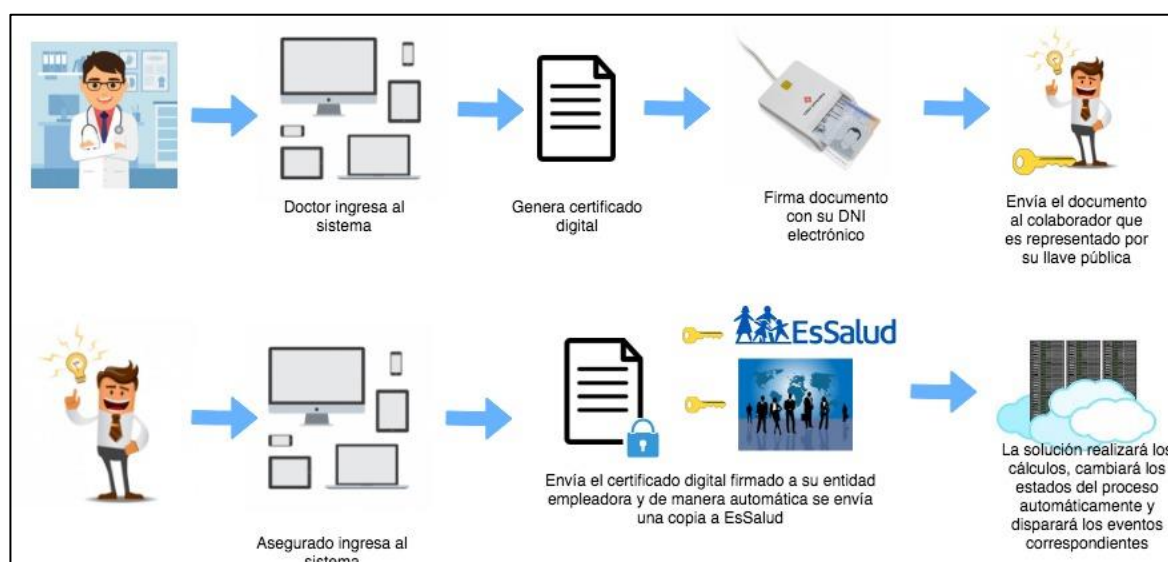 Doctor ingresa al
sistema
Genera certificado
digital
Firma documento
con su DNI
electrónico
Envía el documento
al colaborador que
es representado por
su llave pública
Asegurado ingresa al
sistema
EsSalud
Envía el certificado digital firmado a su entidad
empleadora y de manera automática se envía
una copia a EsSalud
La solución realizará los
cálculos, cambiará los
estados del proceso
automáticamente y
disparará los eventos
correspondientes